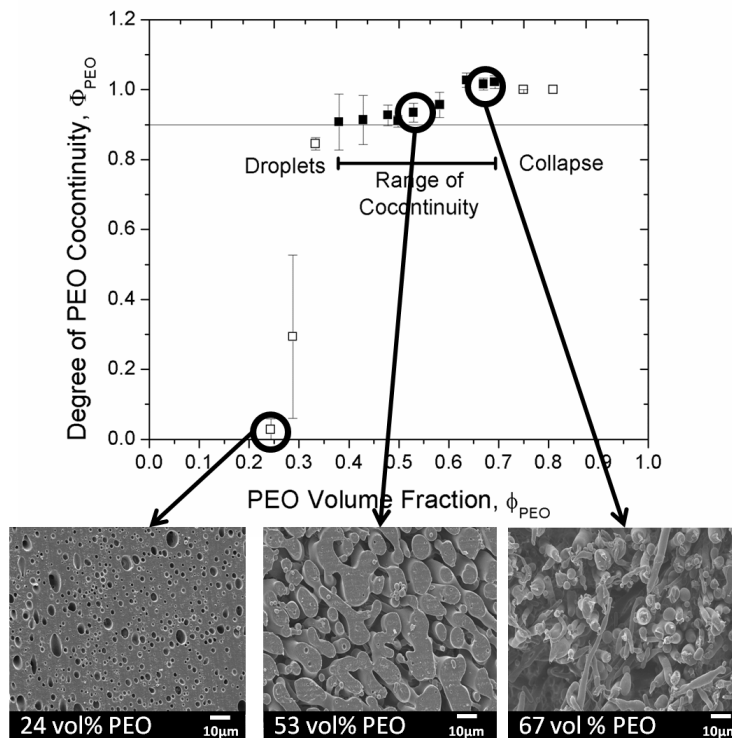 1.2
1.0
0.8
0.6
0.4
0.2
0.0
Degree of PEO Cocontinuity, Φ_PEO
Droplets
Range of
Cocontinuity
Collapse
0.0 0.1 0.2 0.3 0.4 0.5 0.6 0.7 0.8 0.9 1.0
PEO Volume Fraction, ϕ_PEO
24 vol% PEO 10μm
53 vol% PEO 10μm
67 vol % PEO 10μm